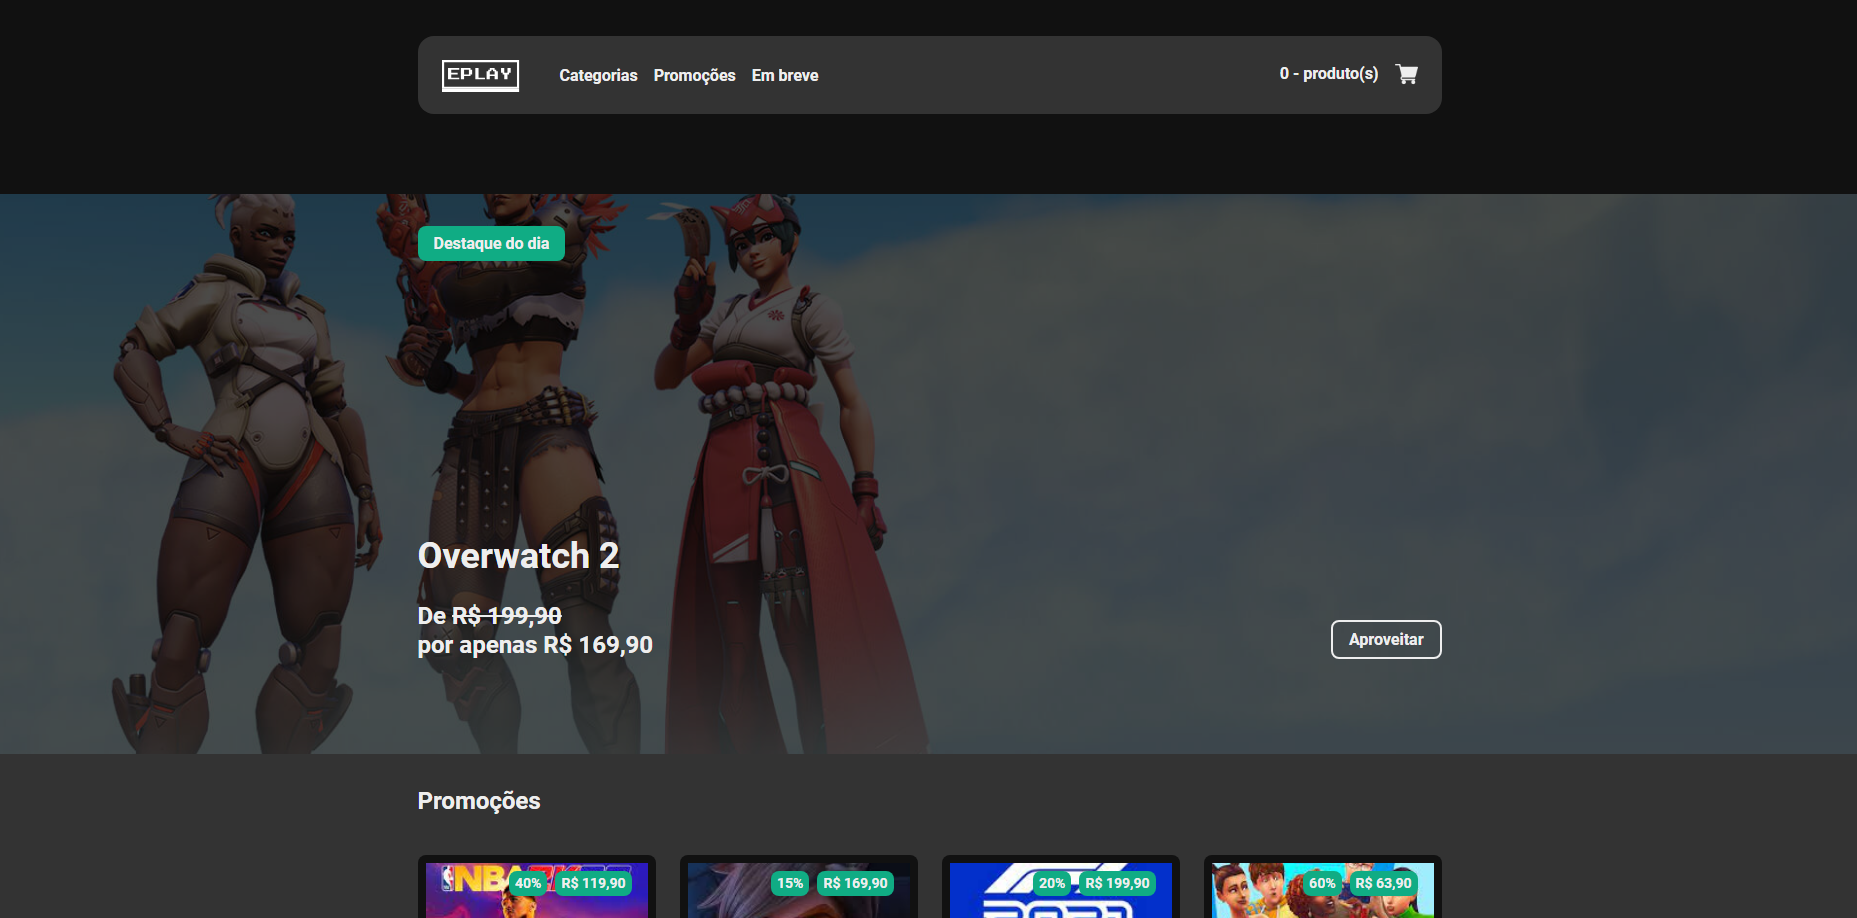 EPLAY
Categorias
Promoções
Em breve
0 - produto(s)
Destaque do dia
Overwatch 2
De R$ 199,90
por apenas R$ 169,90
Aproveitar
Promoções
NBA
40%
R$ 119,90
15%
R$ 169,90
20%
R$ 199,90
60%
R$ 63,90